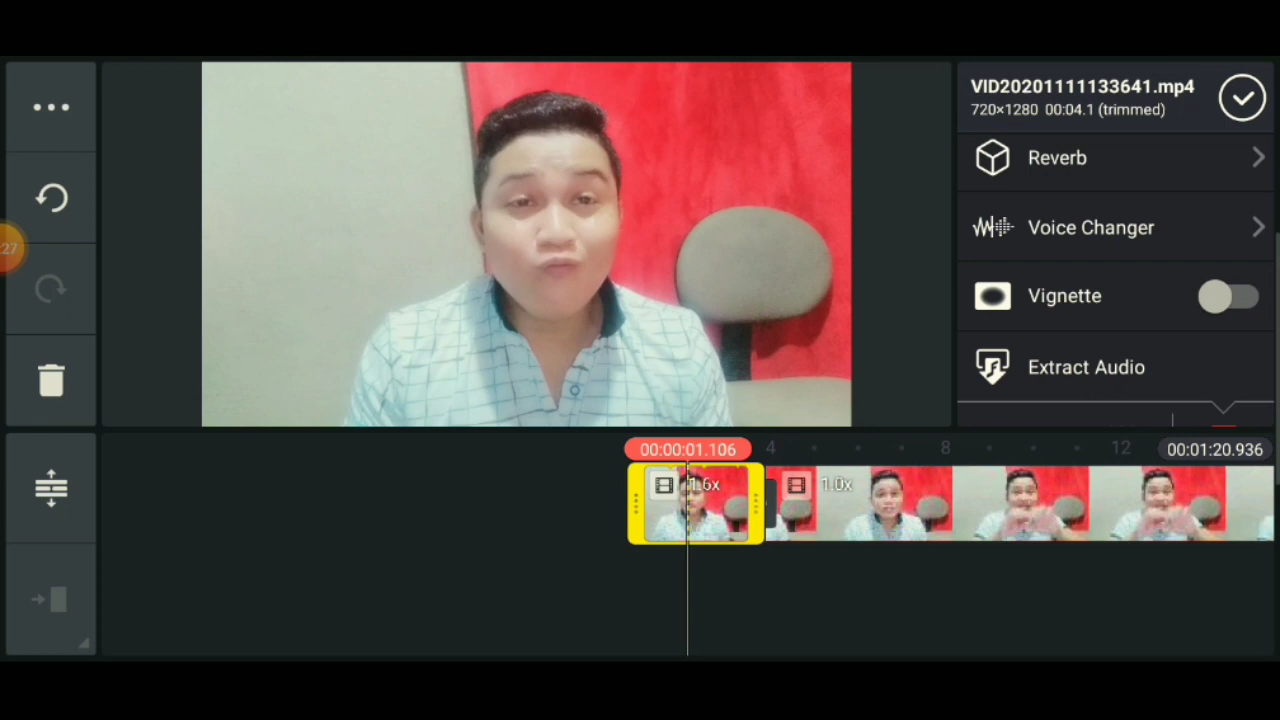 VID20201111133641.mp4
720×1280 00:04.1 (trimmed)
Reverb
Voice Changer
Vignette
Extract Audio
:27
00:00:01.106
4
8
12
00:01:20.936
1.6x
1.0x